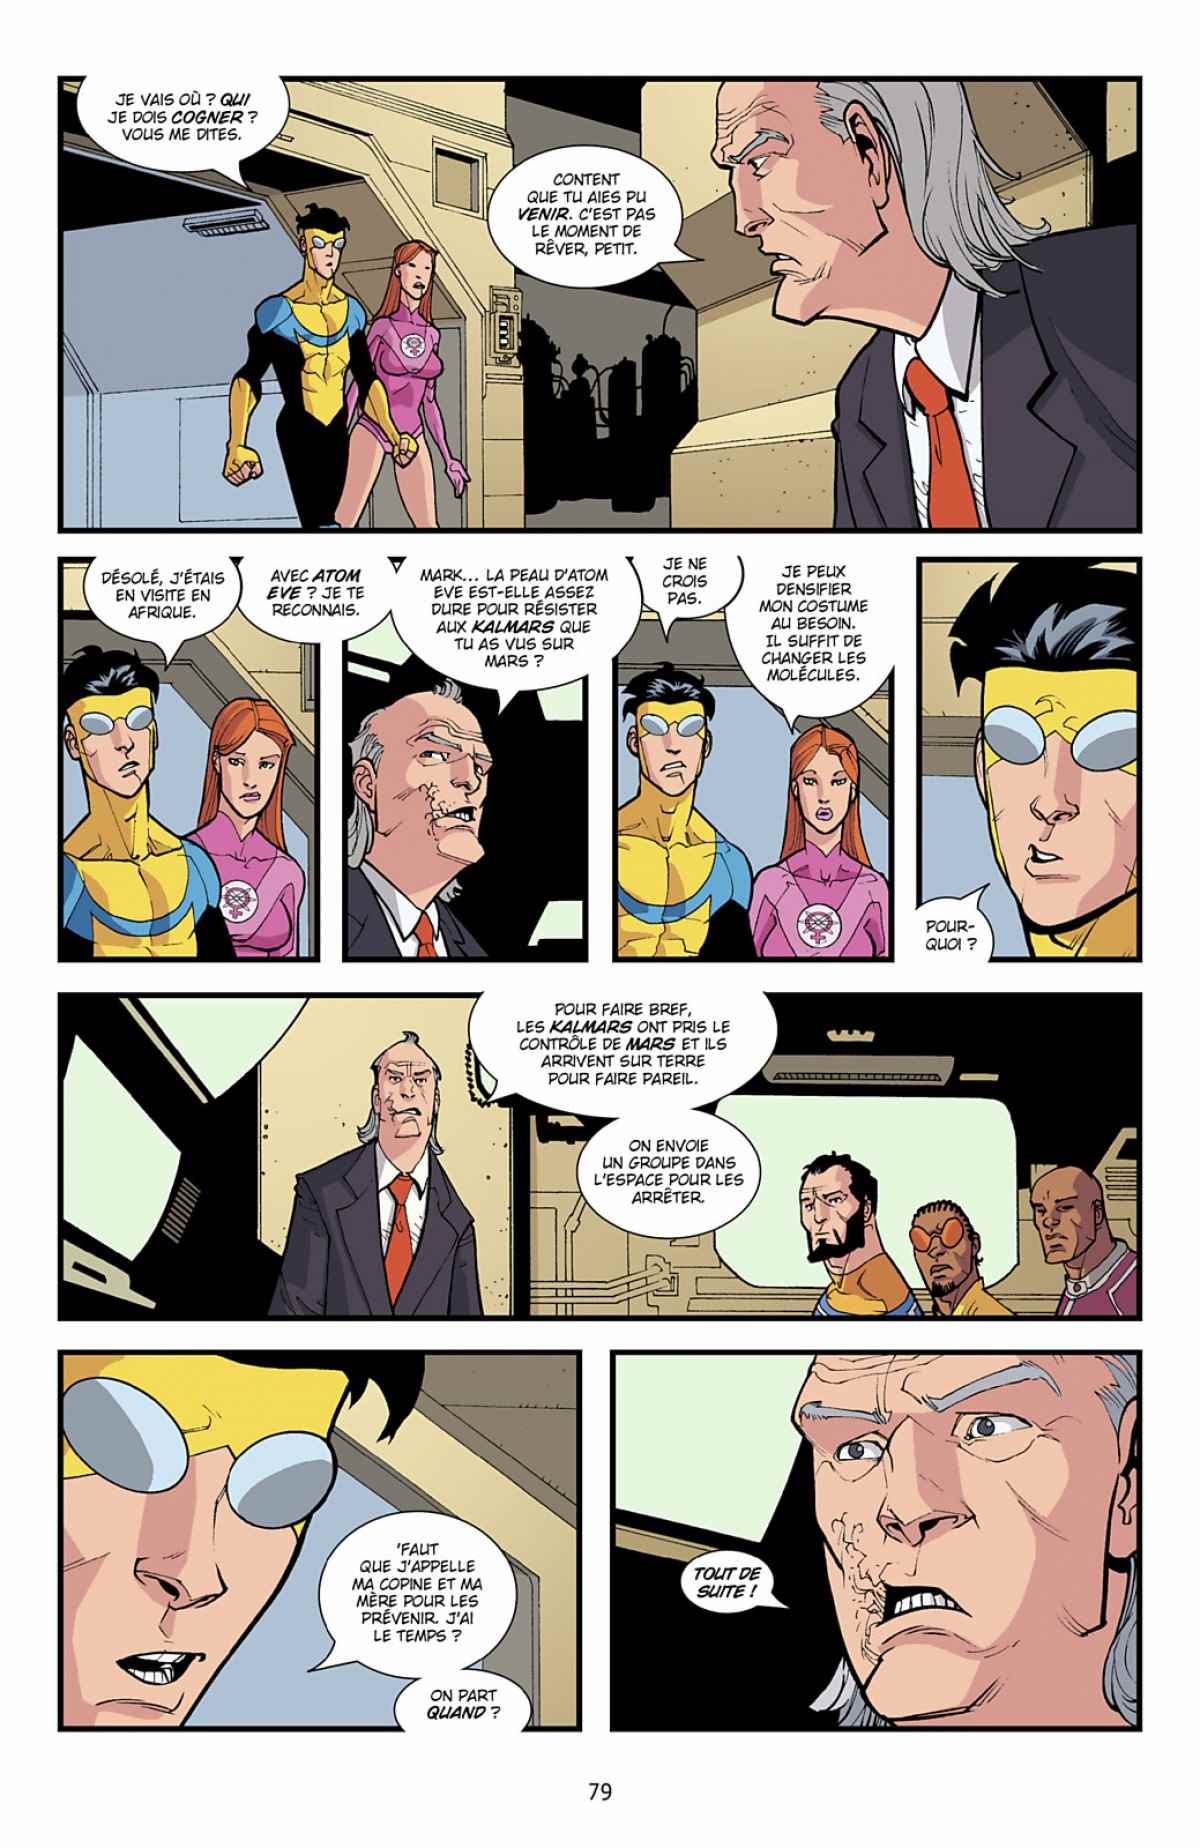 JE VAIS OÙ ? QUI
JE DOIS COGNER ?
VOUS ME DITES.
CONTENT
QUE TU AIES PU
VENIR. C'EST PAS
LE MOMENT DE
RÊVER, PETIT.
DÉSOLÉ, J'ÉTAIS
EN VISITE EN
AFRIQUE.
AVEC ATOM
EVE ? JE TE
RECONNAIS.
MARK... LA PEAU D'ATOM
EVE EST-ELLE ASSEZ
DURE POUR RÉSISTER
AUX KALMARS QUE
TU AS VUS SUR
MARS ?
JE NE
CROIS
PAS.
JE PEUX
DENSIFIER
MON COSTUME
AU BESOIN.
IL SUFFIT DE
CHANGER LES
MOLÉCULES.
POUR-
QUOI ?
POUR FAIRE BREF,
LES KALMARS ONT PRIS LE
CONTRÔLE DE MARS ET ILS
ARRIVENT SUR TERRE
POUR FAIRE PAREIL.
ON ENVOIE
UN GROUPE DANS
L'ESPACE POUR LES
ARRÊTER.
'FAUT
QUE J'APPELLE
MA COPINE ET MA
MÈRE POUR LES
PRÉVENIR. J'AI
LE TEMPS ?
ON PART
QUAND ?
TOUT DE
SUITE !
79